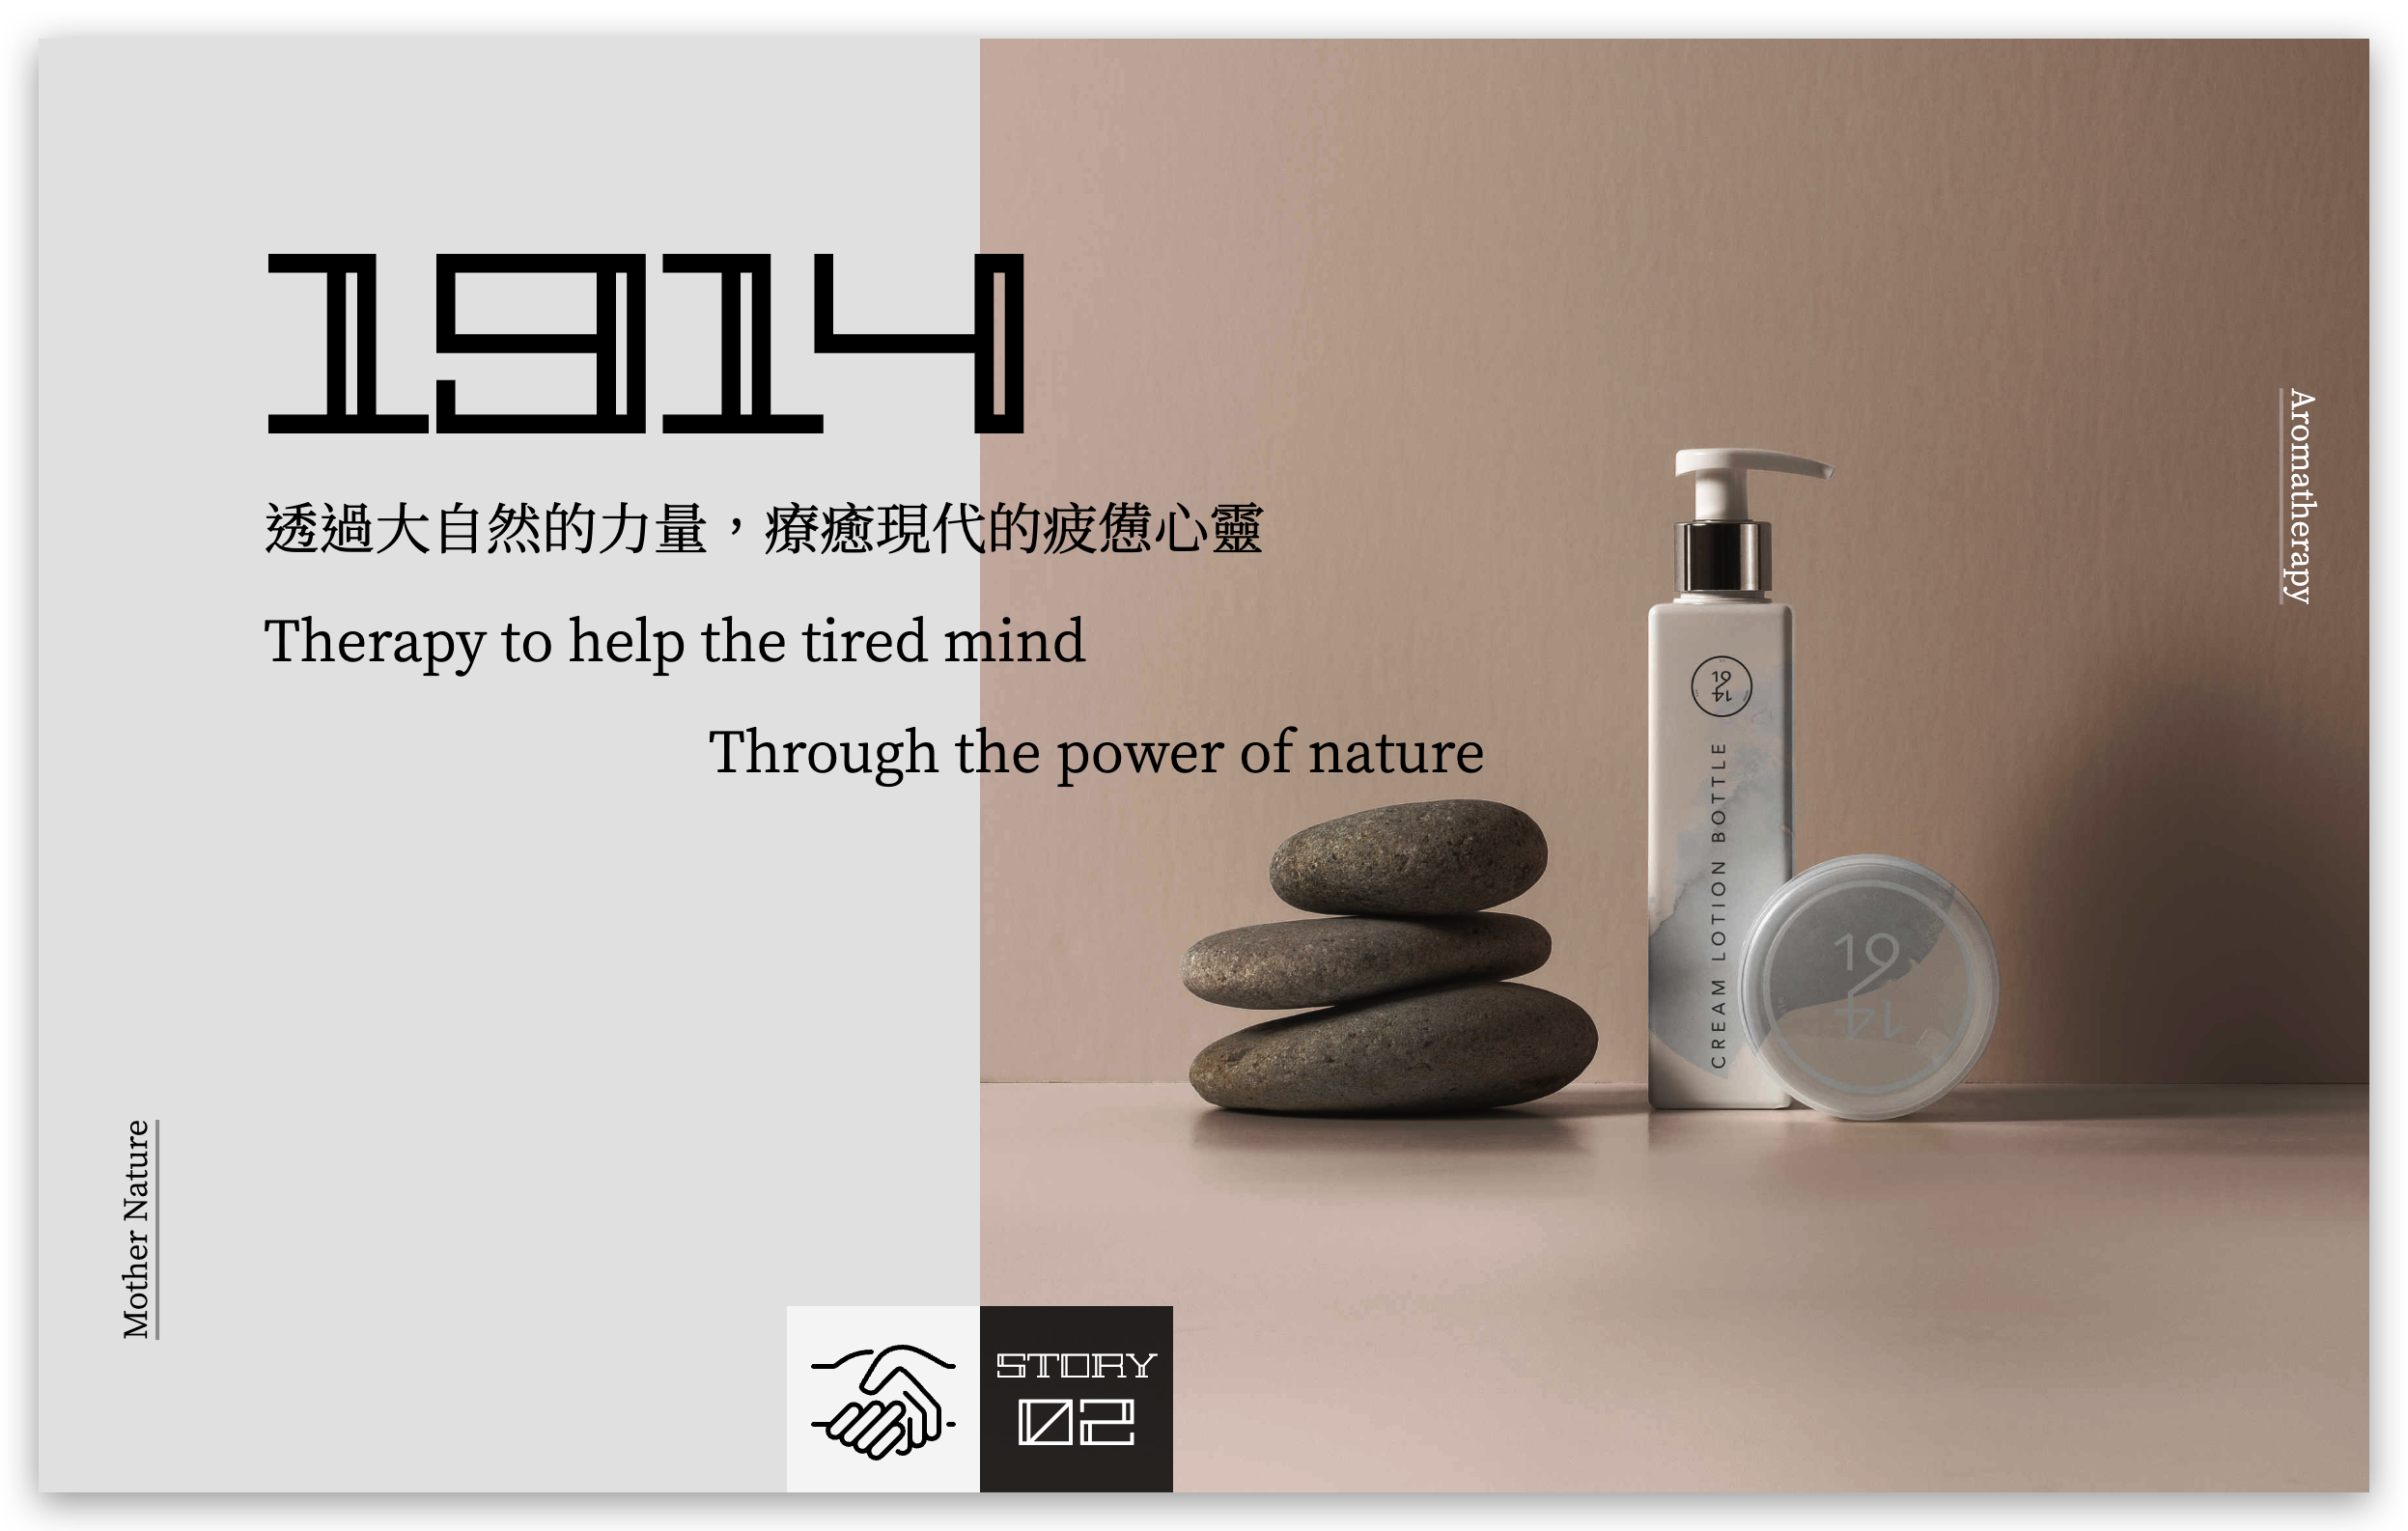 1914
透過大自然的力量，療癒現代的疲憊心靈
Therapy to help the tired mind
Through the power of nature
Aromatherapy
19
14
CREAM LOTION BOTTLE
19
14
Mother Nature
STORY
02